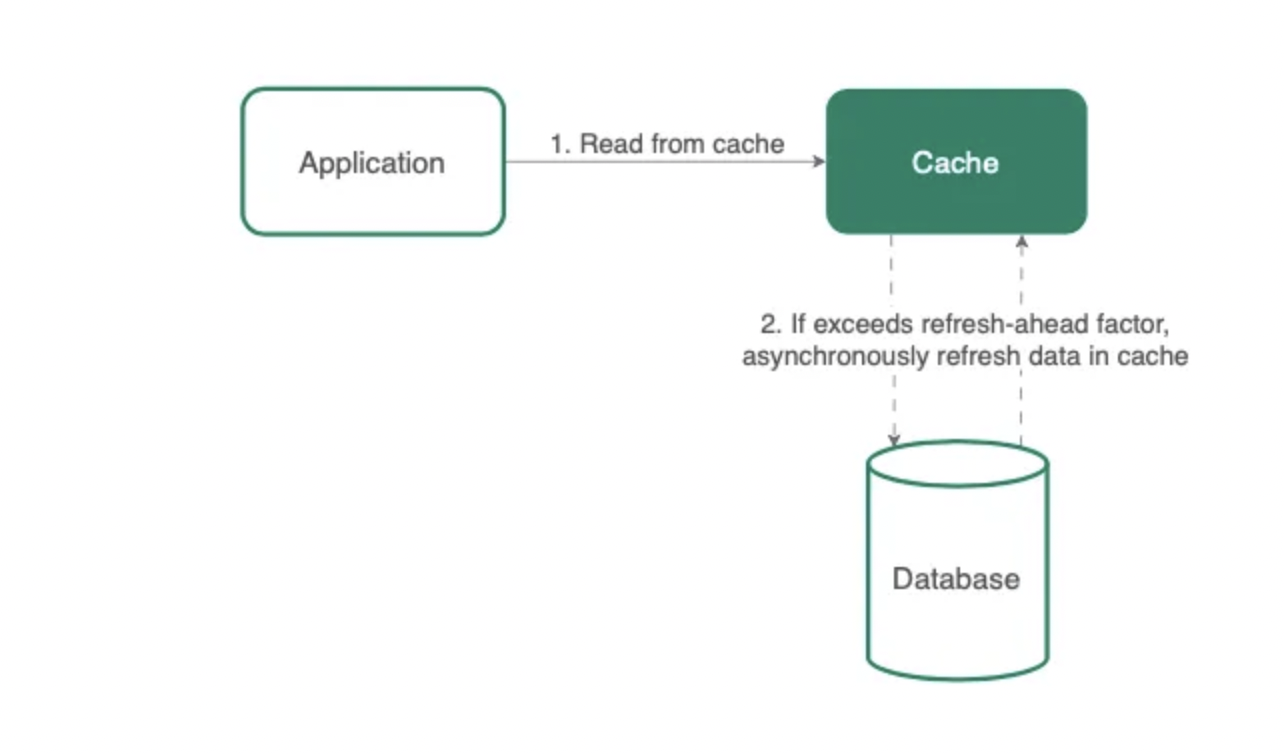 Application
1. Read from cache
Cache
2. If exceeds refresh-ahead factor,
asynchronously refresh data in cache
Database